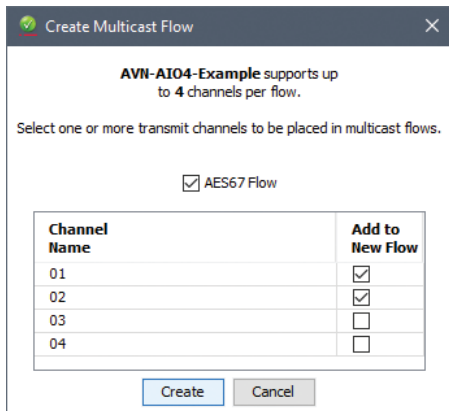 Create Multicast Flow
AVN-AIO4-Example supports up
to 4 channels per flow.
Select one or more transmit channels to be placed in multicast flows.
AES67 Flow
Channel Name Add to New Flow
01
02
03
04
Create Cancel